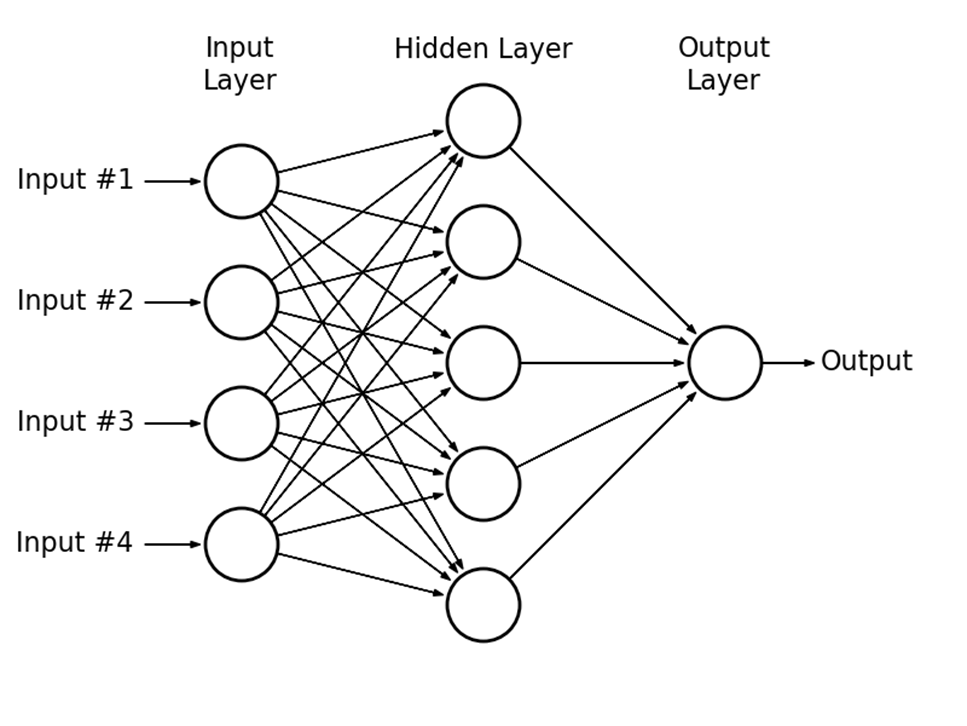 Input
Layer
Hidden Layer
Output
Layer
Input #1
Input #2
Input #3
Input #4
Output